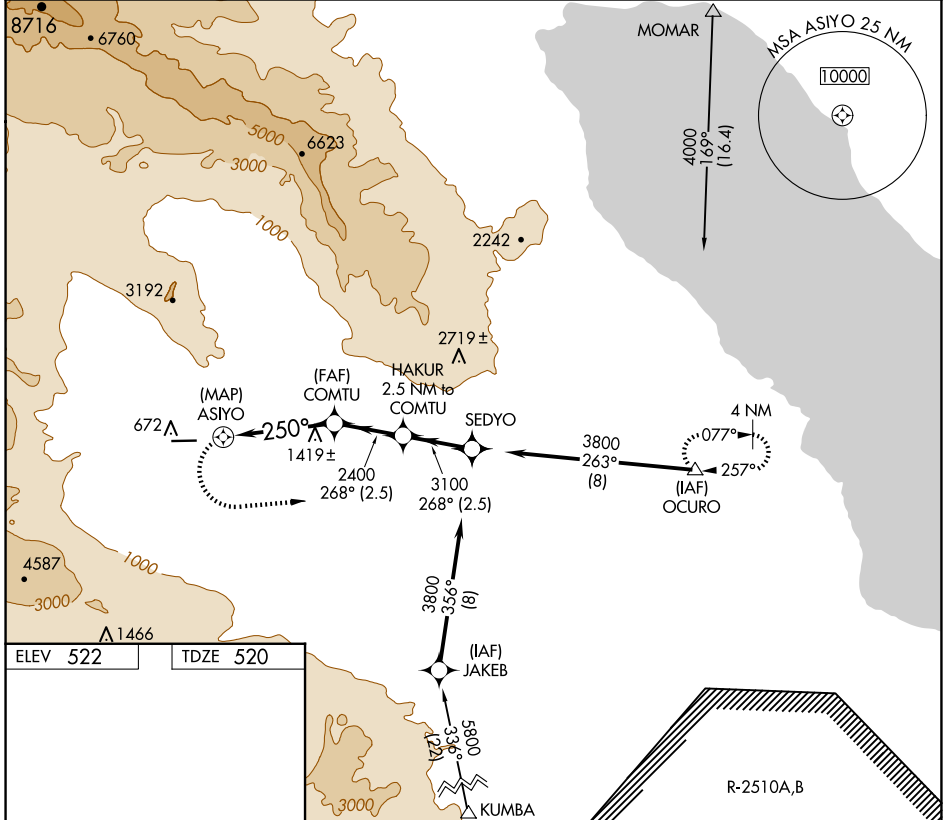 8716
6760
MOMAR
MSA ASIYO 25 NM
10000
5000
6623
3000
4000
169°
(16.4)
1000
2242
3192
2719 ±
HAKUR
2.5 NM to
COMTU
(FAF)
COMTU
(MAP)
ASIYO
SEDYO
4 NM
672
250°
077°
3800
263°
(8)
257°
1419 ±
2400
268° (2.5)
3100
268° (2.5)
(IAF)
OCURO
4587
1000
3000
3800
356°
(8)
1466
ELEV 522
TDZE 520
(IAF)
JAKEB
5800
336°
(22)
R-2510A,B
3000
KUMBA